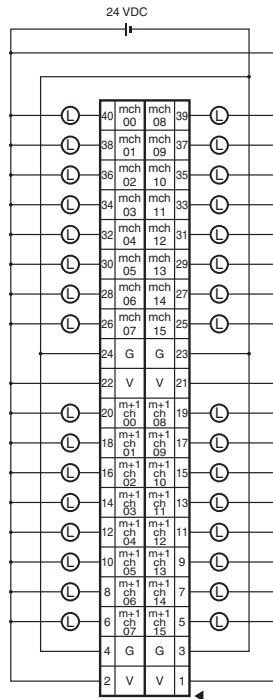 24 VDC
L 40 mch 00 mch 08 39 L
L 38 mch 01 mch 09 37 L
L 36 mch 02 mch 10 35 L
L 34 mch 03 mch 11 33 L
L 32 mch 04 mch 12 31 L
L 30 mch 05 mch 13 29 L
L 28 mch 06 mch 14 27 L
L 26 mch 07 mch 15 25 L
24 G G 23
22 V V 21
L 20 m+1 ch 00 m+1 ch 08 19 L
L 18 m+1 ch 01 m+1 ch 09 17 L
L 16 m+1 ch 02 m+1 ch 10 15 L
L 14 m+1 ch 03 m+1 ch 11 13 L
L 12 m+1 ch 04 m+1 ch 12 11 L
L 10 m+1 ch 05 m+1 ch 13 9 L
L 8 m+1 ch 06 m+1 ch 14 7 L
L 6 m+1 ch 07 m+1 ch 15 5 L
4 G G 3
2 V V 1